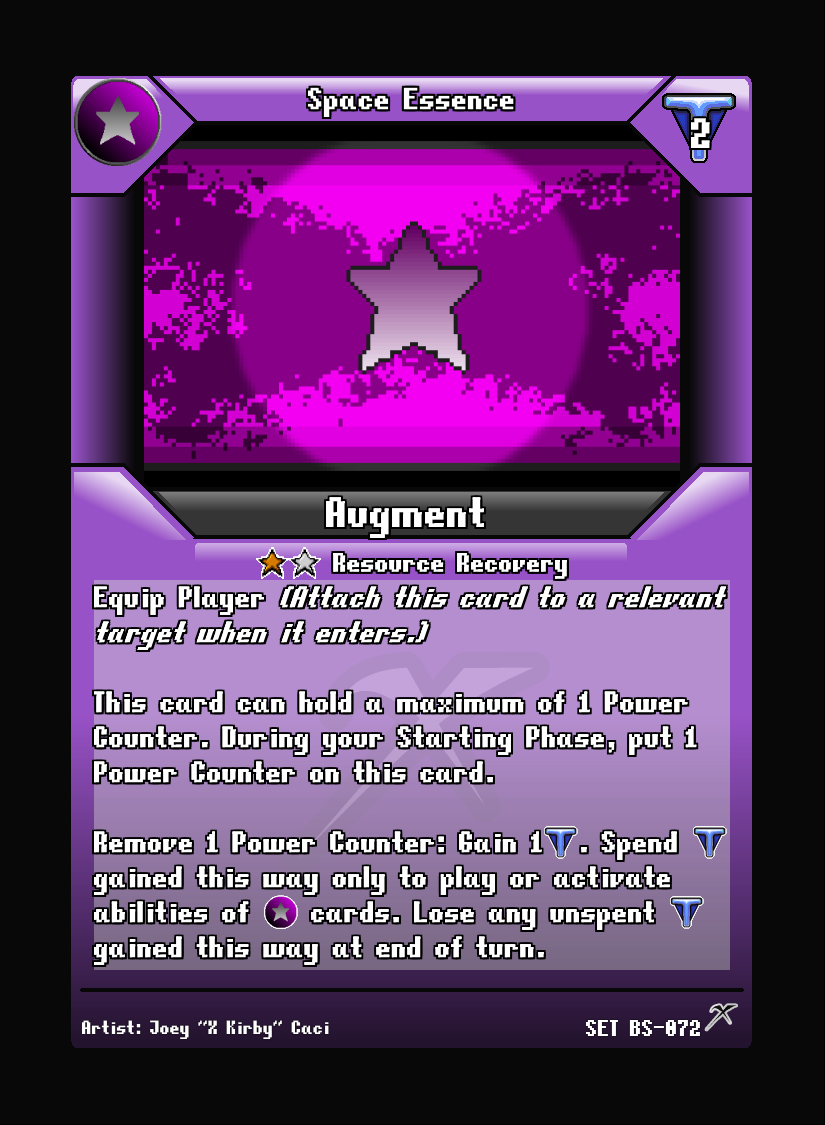 Space Essence
2
Augment
Resource Recovery
Equip Player (Attach this card to a relevant
target when it enters.)
This card can hold a maximum of 1 Power
Counter. During your Starting Phase, put 1
Power Counter on this card.
Remove 1 Power Counter: Gain 1 . Spend
gained this way only to play or activate
abilities of cards. Lose any unspent
gained this way at end of turn.
Artist: Joey "X Kirby" Caci
SET BS-072